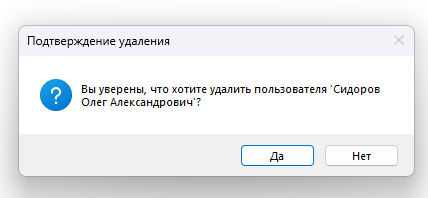 Подтверждение удаления
Вы уверены, что хотите удалить пользователя 'Сидоров
Олег Александрович'?
Да
Нет